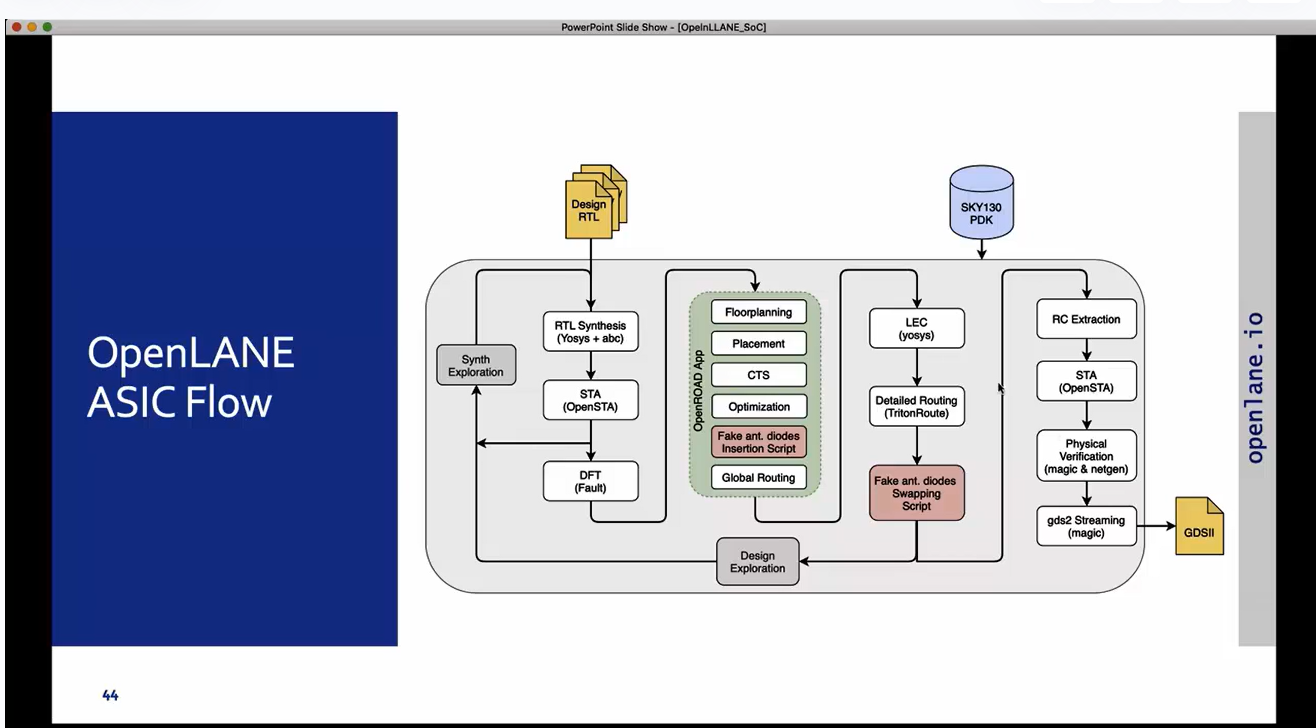 PowerPoint Slide Show - [OpeInLLANE_SoC]
OpenLANE
ASIC Flow
Design
RTL
SKY130
PDK
Synth
Exploration
RTL Synthesis
(Yosys + abc)
STA
(OpenSTA)
DFT
(Fault)
OpenROAD App
Floorplanning
Placement
CTS
Optimization
Fake ant. diodes
Insertion Script
Global Routing
LEC
(yosys)
Detailed Routing
(TritonRoute)
Fake ant. diodes
Swapping
Script
Design
Exploration
RC Extraction
STA
(OpenSTA)
Physical
Verification
(magic & netgen)
gds2 Streaming
(magic)
GDSII
openlane.io
44